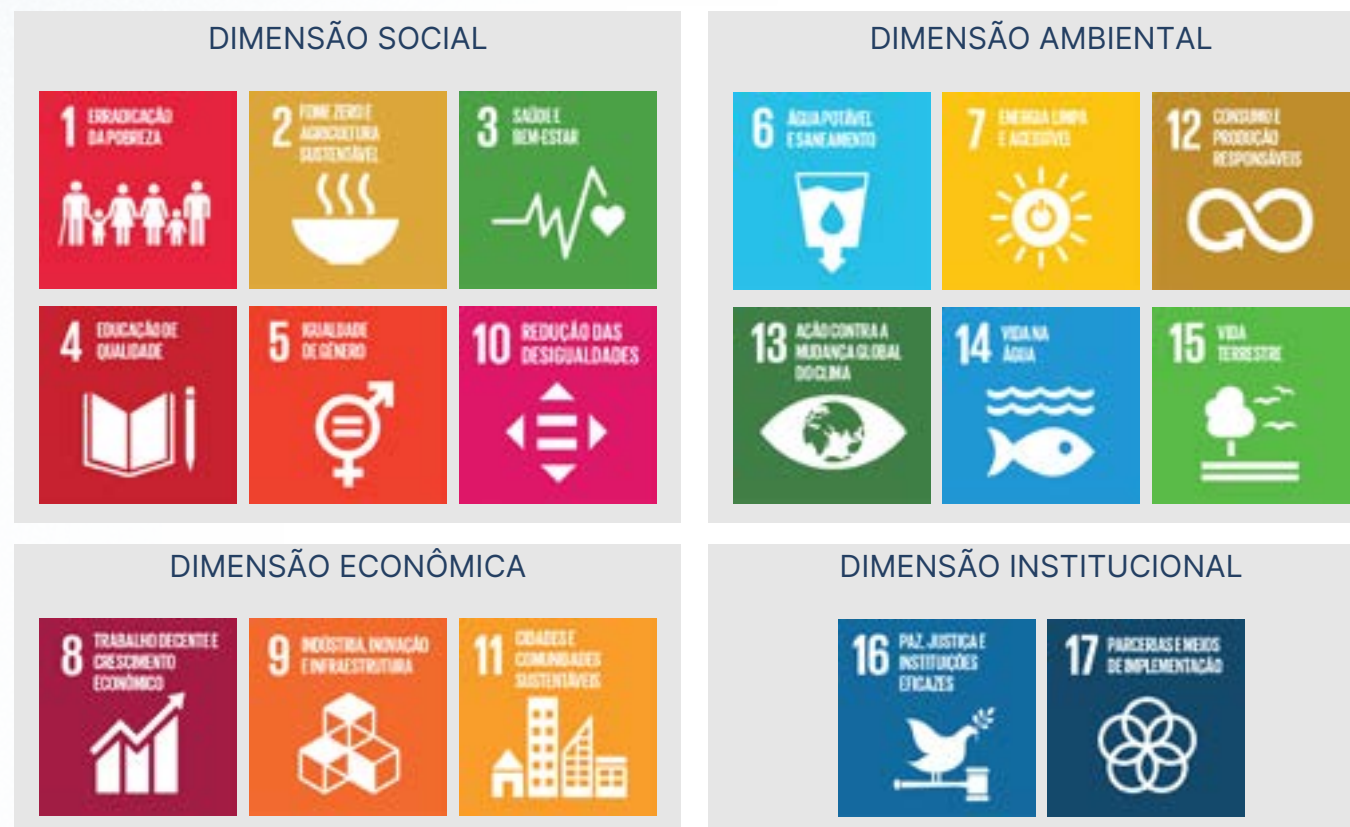 DIMENSÃO SOCIAL
1 ERRADICAÇÃO
DA POBREZA
2 FOME ZERO E
AGRICULTURA
SUSTENTÁVEL
3 SAÚDE E
BEM-ESTAR
4 EDUCAÇÃO DE
QUALIDADE
5 IGUALDADE
DE GÊNERO
10 REDUÇÃO DAS
DESIGUALDADES
DIMENSÃO AMBIENTAL
6 ÁGUA POTÁVEL
E SANEAMENTO
7 ENERGIA LIMPA
E ACESSÍVEL
12 CONSUMO E
PRODUÇÃO
RESPONSÁVEIS
13 AÇÃO CONTRA A
MUDANÇA GLOBAL
DO CLIMA
14 VIDA NA
ÁGUA
15 VIDA
TERRESTRE
DIMENSÃO ECONÔMICA
8 TRABALHO DECENTE E
CRESCIMENTO
ECONÔMICO
9 INDÚSTRIA, INOVAÇÃO
E INFRAESTRUTURA
11 CIDADES E
COMUNIDADES
SUSTENTÁVEIS
DIMENSÃO INSTITUCIONAL
16 PAZ, JUSTIÇA E
INSTITUIÇÕES
EFICAZES
17 PARCERIAS E MEIOS
DE IMPLEMENTAÇÃO